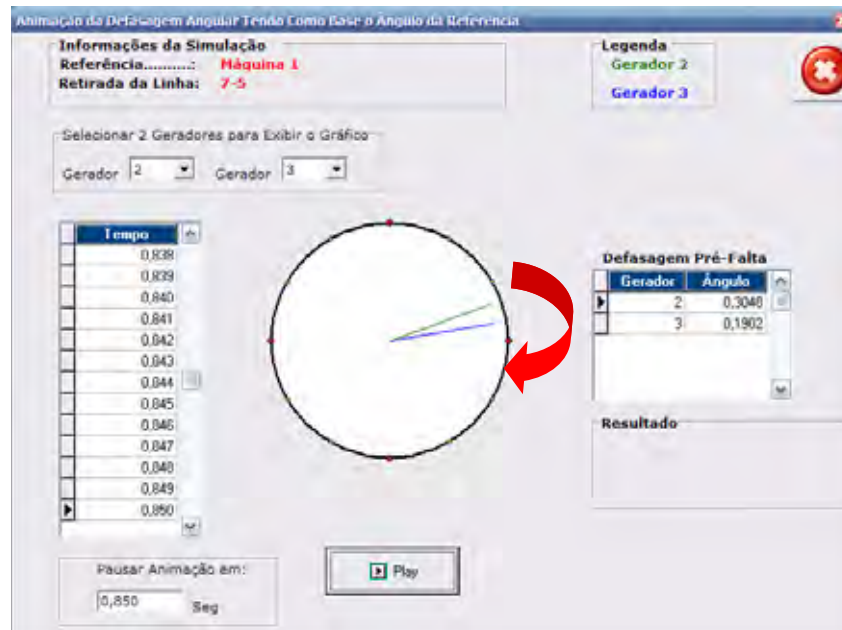 Animação da Defasagem Angular Tendo Como Base o Ângulo da Referência
Informações da Simulação
Referência..........: Máquina 1
Retirada da Linha: 7-5
Legenda
Gerador 2
Gerador 3
Selecionar 2 Geradores para Exibir o Gráfico
Gerador 2 Gerador 3
Tempo
0,838
0,839
0,840
0,841
0,842
0,843
0,844
0,845
0,846
0,847
0,848
0,849
0,850
Defasagem Pré-Falta
Gerador Ângulo
2 0,3048
3 0,1902
Resultado
Pausar Animação em:
0,850 Seg
Play